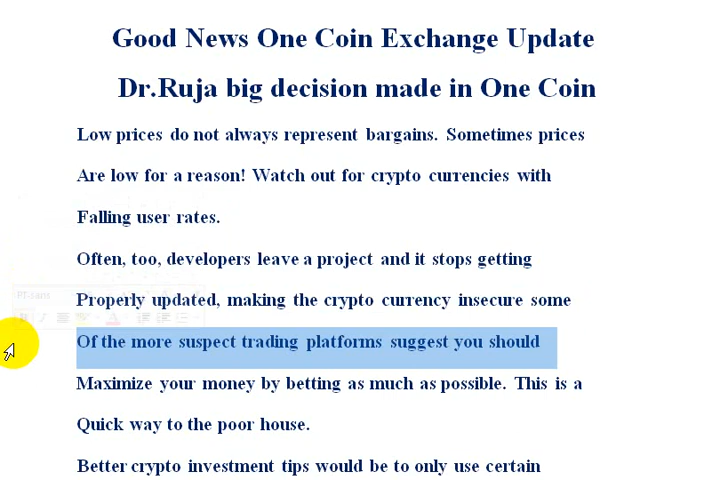 Good News One Coin Exchange Update
Dr.Ruja big decision made in One Coin
Low prices do not always represent bargains. Sometimes prices
Are low for a reason! Watch out for crypto currencies with
Falling user rates.
Often, too, developers leave a project and it stops getting
PT-sans
Properly updated, making the crypto currency insecure some
Of the more suspect trading platforms suggest you should
Maximize your money by betting as much as possible. This is a
Quick way to the poor house.
Better crypto investment tips would be to only use certain